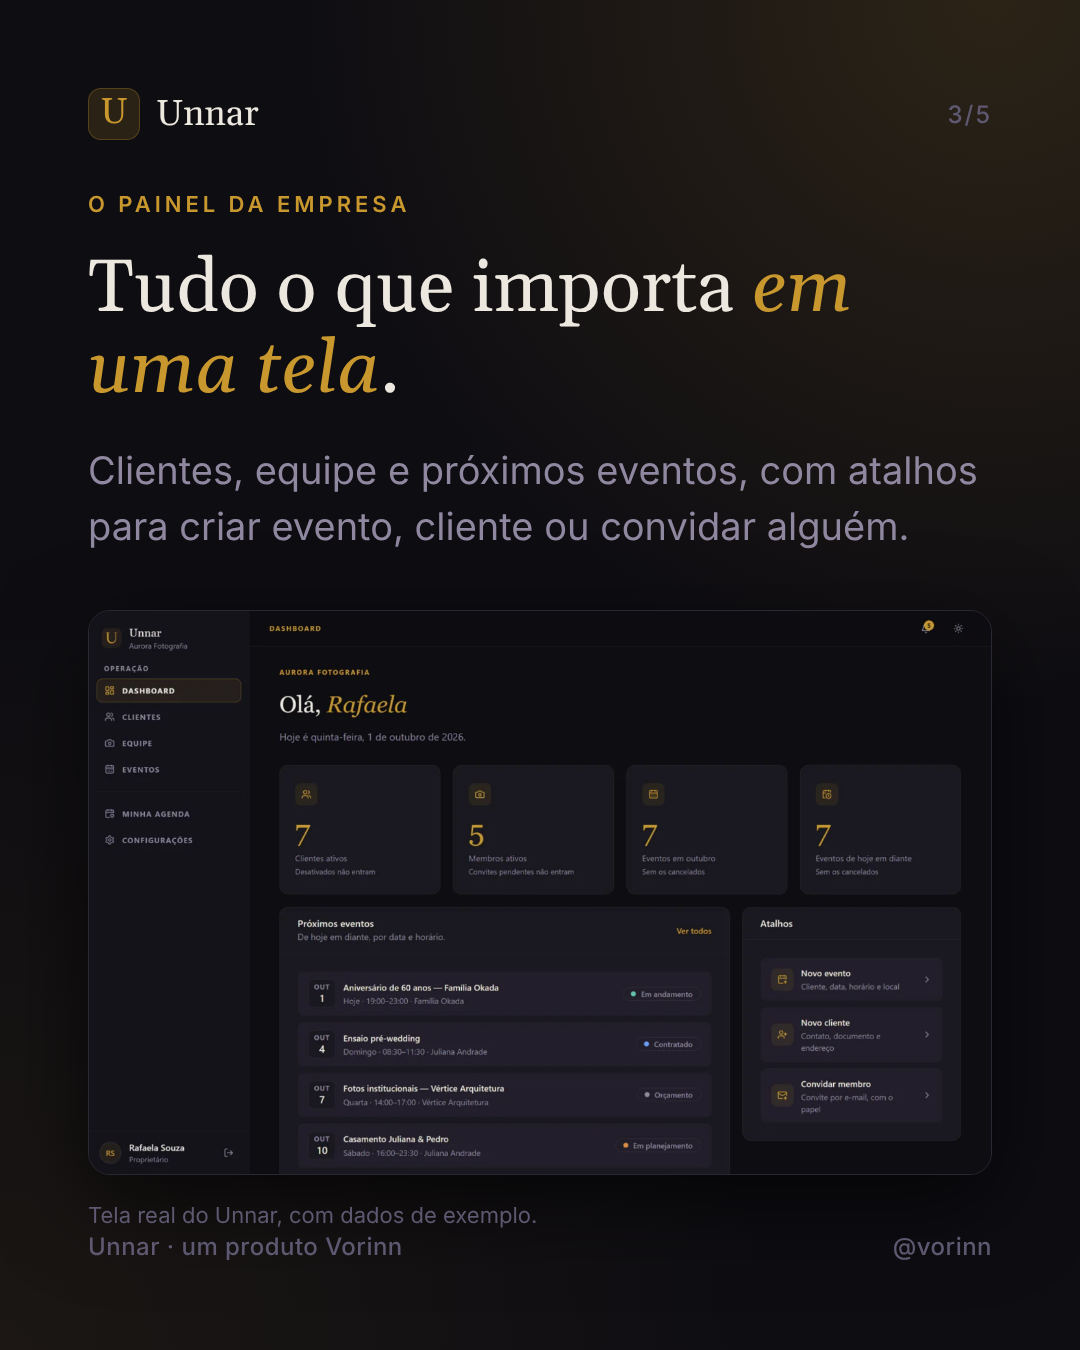 U Unnar
3/5
O PAINEL DA EMPRESA
Tudo o que importa em
uma tela.
Clientes, equipe e próximos eventos, com atalhos
para criar evento, cliente ou convidar alguém.
U Unnar
Aurora Fotografia
OPERAÇÃO
DASHBOARD
CLIENTES
EQUIPE
EVENTOS
MINHA AGENDA
CONFIGURAÇÕES
RS Rafaela Souza
Proprietário
DASHBOARD
AURORA FOTOGRAFIA
Olá, Rafaela
Hoje é quinta-feira, 1 de outubro de 2026.
7
Clientes ativos
Desativados não entram
5
Membros ativos
Convites pendentes não entram
7
Eventos em outubro
Sem os cancelados
7
Eventos de hoje em diante
Sem os cancelados
Próximos eventos
De hoje em diante, por data e horário.
Ver todos
OUT
1
Aniversário de 60 anos — Família Okada
Hoje · 19:00–23:00 · Família Okada
Em andamento
OUT
4
Ensaio pré-wedding
Domingo · 08:30–11:30 · Juliana Andrade
Contratado
OUT
7
Fotos institucionais — Vértice Arquitetura
Quarta · 14:00–17:00 · Vértice Arquitetura
Orçamento
OUT
10
Casamento Juliana & Pedro
Sábado · 16:00–23:30 · Juliana Andrade
Em planejamento
Atalhos
Novo evento
Cliente, data, horário e local
Novo cliente
Contato, documento e
endereço
Convidar membro
Convite por e-mail, com o
papel
Tela real do Unnar, com dados de exemplo.
Unnar · um produto Vorinn
@vorinn